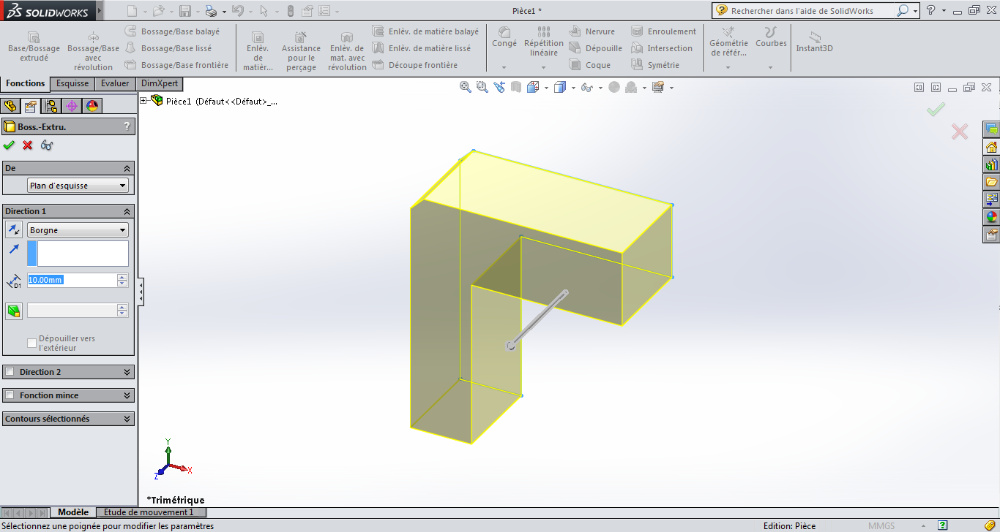 SOLIDWORKS
Pièce1 *
Rechercher dans l'aide de SolidWorks
Base/Bossage extrudé
Bossage/Base avec révolution
Bossage/Base balayé
Bossage/Base lissé
Bossage/Base frontière
Enlèv. de matièr...
Assistance pour le perçage
Enlèv. de mat. avec révolution
Enlèv. de matière balayé
Enlèv. de matière lissé
Découpe frontière
Congé
Répétition linéaire
Nervure
Dépouille
Coque
Enroulement
Intersection
Symétrie
Géométrie de référ...
Courbes
Instant3D
Fonctions
Esquisse
Evaluer
DimXpert
Pièce1 (Défaut<<Défaut>_...
Boss.-Extru.
?
De
Plan d'esquisse
Direction 1
Borgne
D1
10.00mm
Dépouiller vers l'extérieur
Direction 2
Fonction mince
Contours sélectionnés
Y
X
Z
*Trimétrique
Modèle
Etude de mouvement 1
Sélectionnez une poignée pour modifier les paramètres
Edition: Pièce
MMGS
?